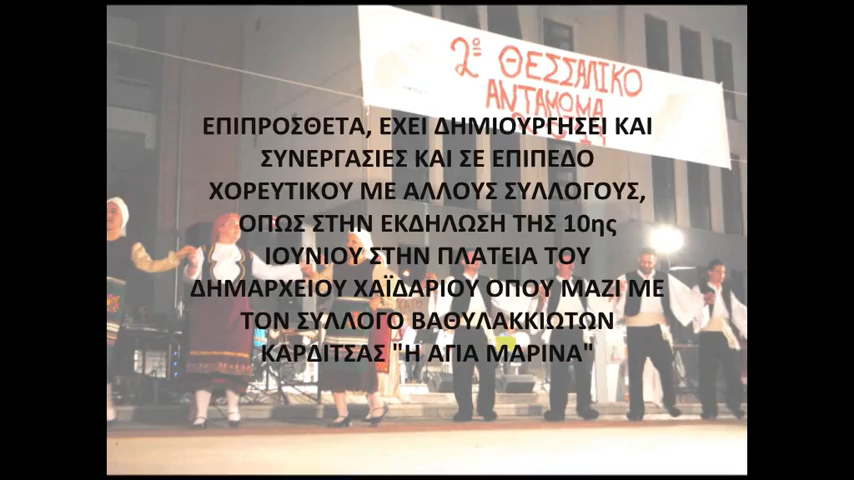 2ο ΘΕΣΣΑΛΙΚΟ
ΑΝΤΑΜΩΜΑ
ΕΠΙΠΡΟΣΘΕΤΑ, ΕΧΕΙ ΔΗΜΙΟΥΡΓΗΣΕΙ ΚΑΙ
ΣΥΝΕΡΓΑΣΙΕΣ ΚΑΙ ΣΕ ΕΠΙΠΕΔΟ
ΧΟΡΕΥΤΙΚΟΥ ΜΕ ΑΛΛΟΥΣ ΣΥΛΛΟΓΟΥΣ,
ΟΠΩΣ ΣΤΗΝ ΕΚΔΗΛΩΣΗ ΤΗΣ 10ης
ΙΟΥΝΙΟΥ ΣΤΗΝ ΠΛΑΤΕΙΑ ΤΟΥ
ΔΗΜΑΡΧΕΙΟΥ ΧΑΪΔΑΡΙΟΥ ΟΠΟΥ ΜΑΖΙ ΜΕ
ΤΟΝ ΣΥΛΛΟΓΟ ΒΑΘΥΛΑΚΚΙΩΤΩΝ
ΚΑΡΔΙΤΣΑΣ "Η ΑΓΙΑ ΜΑΡΙΝΑ"